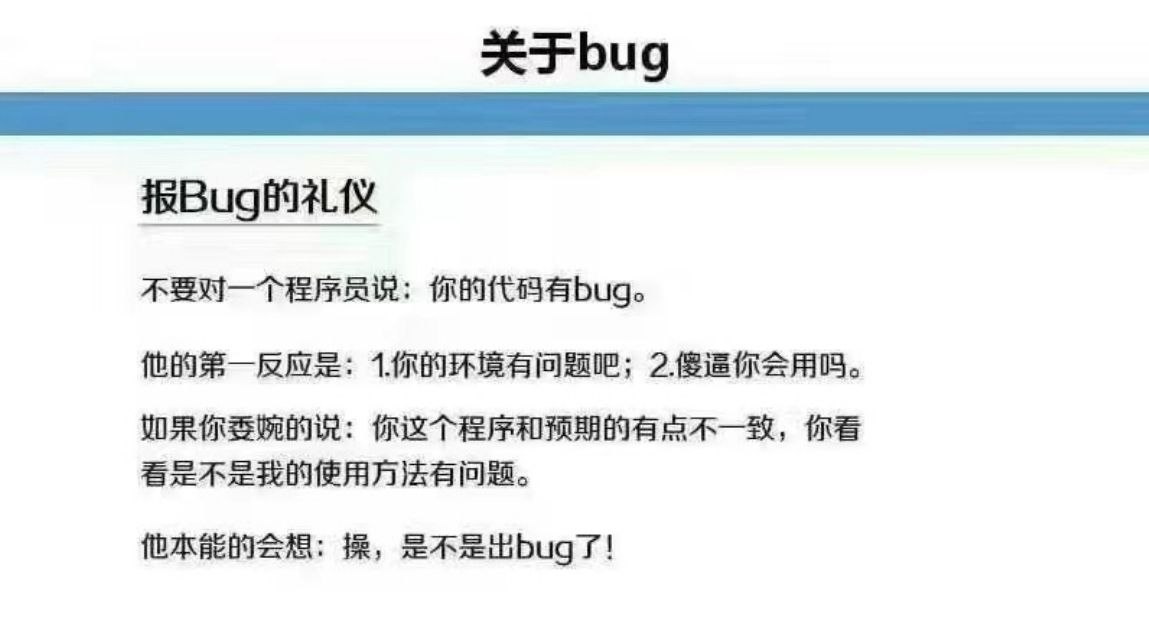 关于bug
报Bug的礼仪
不要对一个程序员说：你的代码有bug。
他的第一反应是：1.你的环境有问题吧；2.傻逼你会用吗。
如果你委婉的说：你这个程序和预期的有点不一致，你看
看是不是我的使用方法有问题。
他本能的会想：操，是不是出bug了！